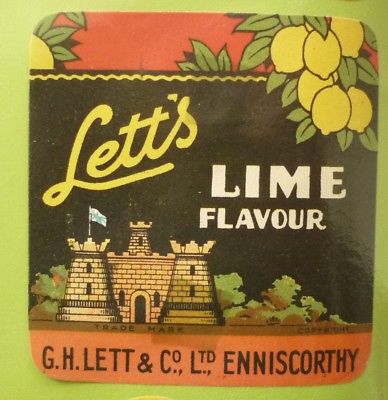 Lett's
LIME
FLAVOUR
TRADE MARK
COPYRIGHT
G.H. LETT & Co., LTD ENNISCORTHY